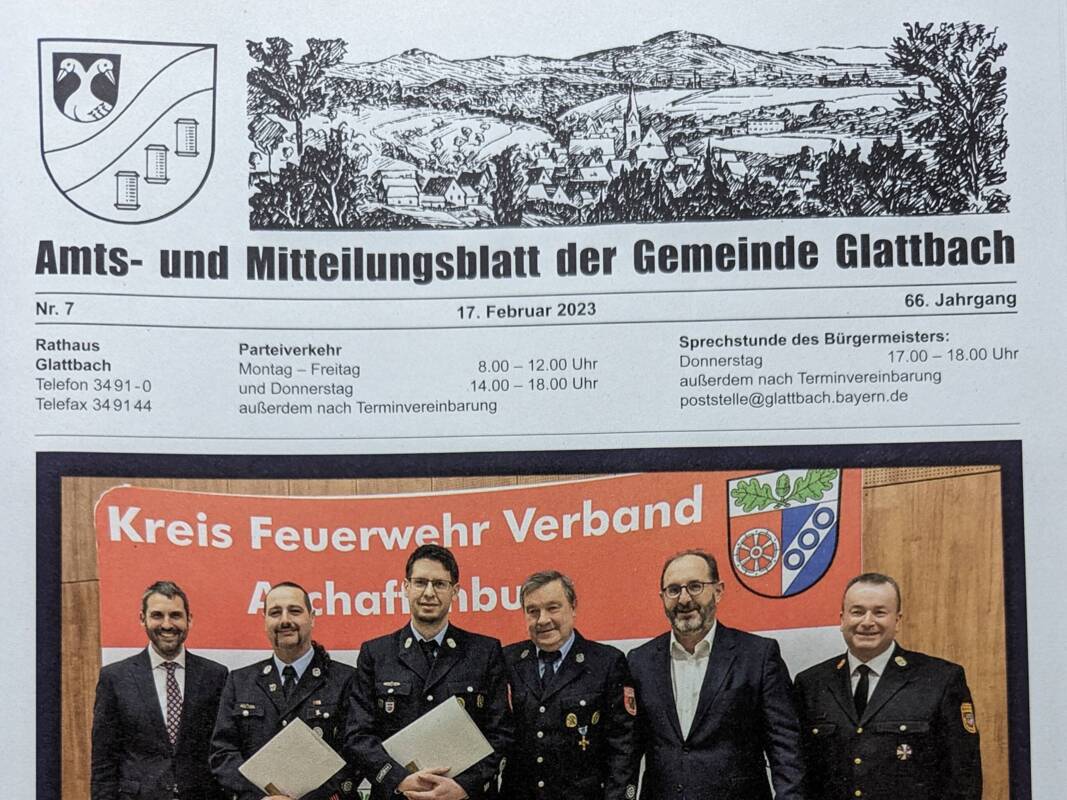 Amts- und Mitteilungsblatt der Gemeinde Glattbach
Nr. 7 17. Februar 2023 66. Jahrgang
Rathaus
Glattbach
Telefon 3491-0
Telefax 349144
Parteiverkehr
Montag – Freitag 8.00 – 12.00 Uhr
und Donnerstag 14.00 – 18.00 Uhr
außerdem nach Terminvereinbarung
Sprechstunde des Bürgermeisters:
Donnerstag 17.00 – 18.00 Uhr
außerdem nach Terminvereinbarung
poststelle@glattbach.bayern.de
Kreis Feuerwehr Verband